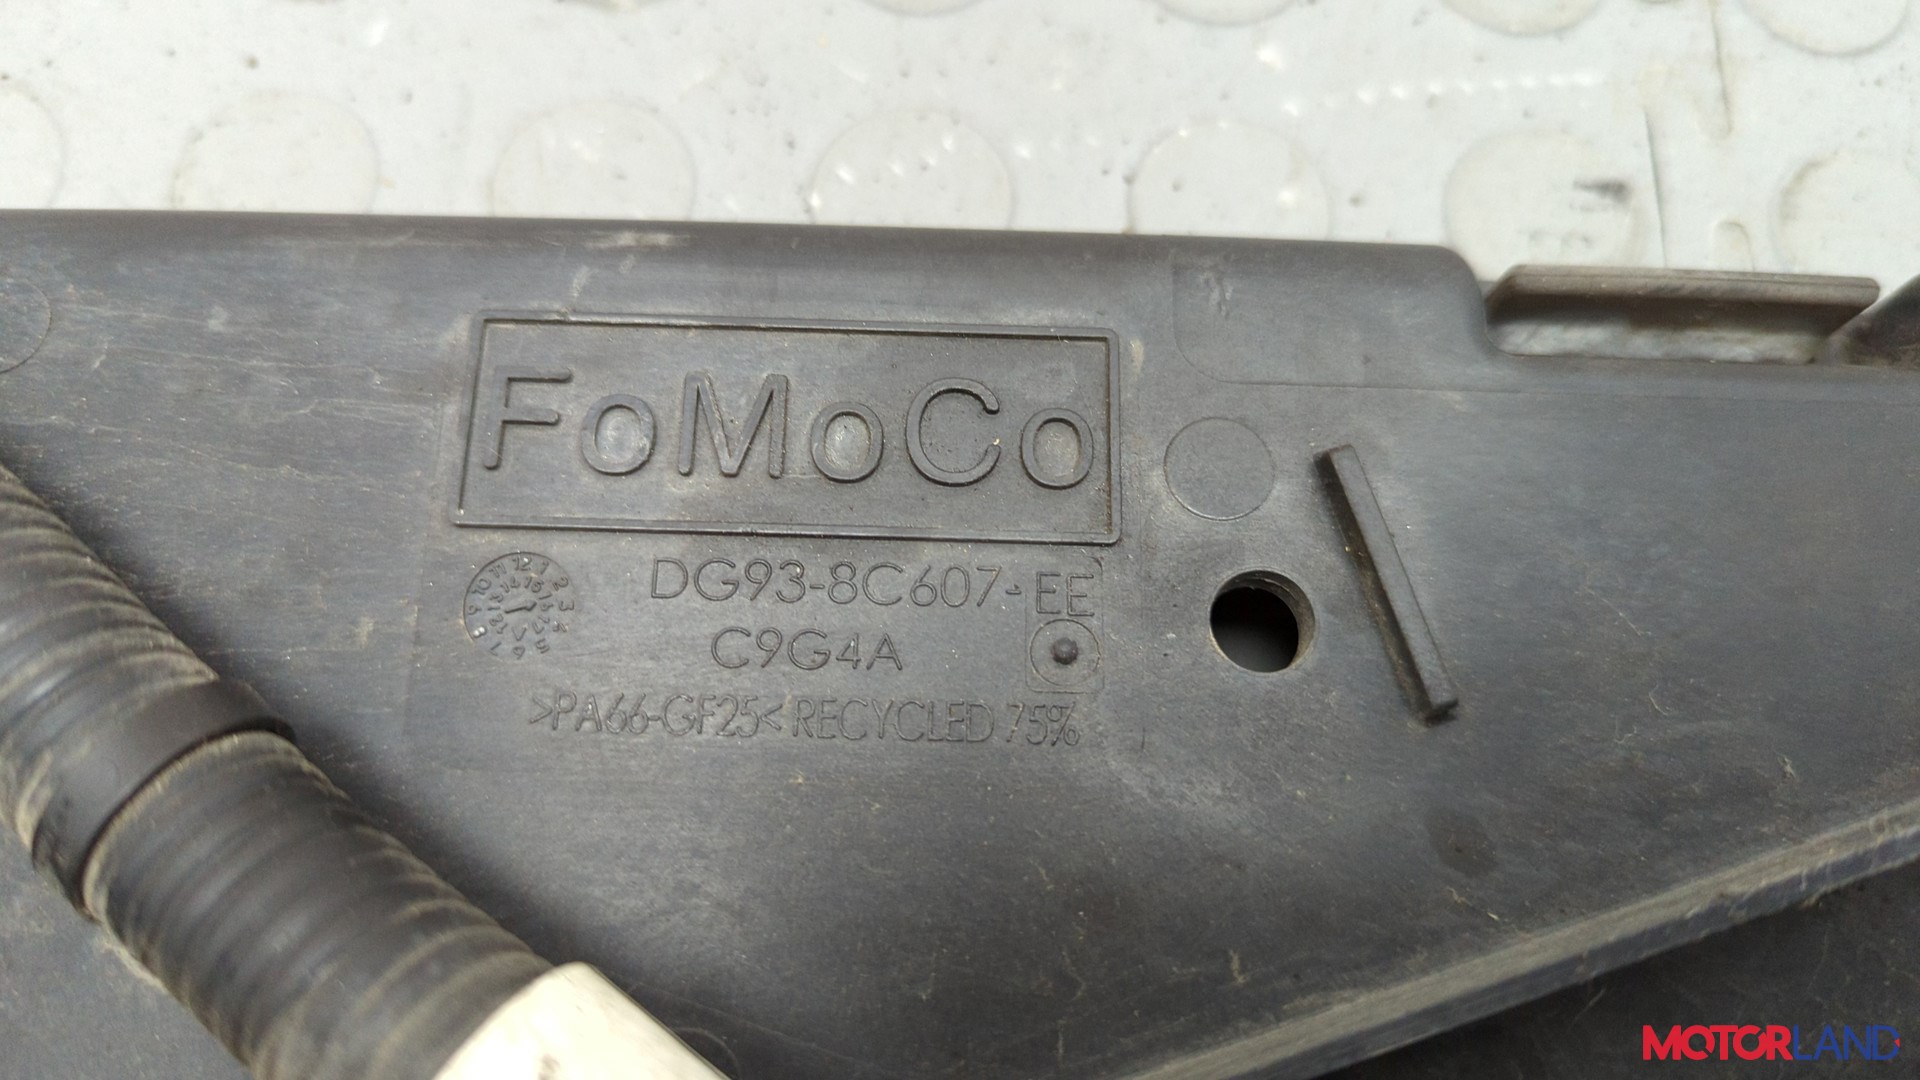 FoMoCo
DG93-8C607-EE
C9G4A
>PA66-GF25< RECYCLED 75%
MOTORLAND